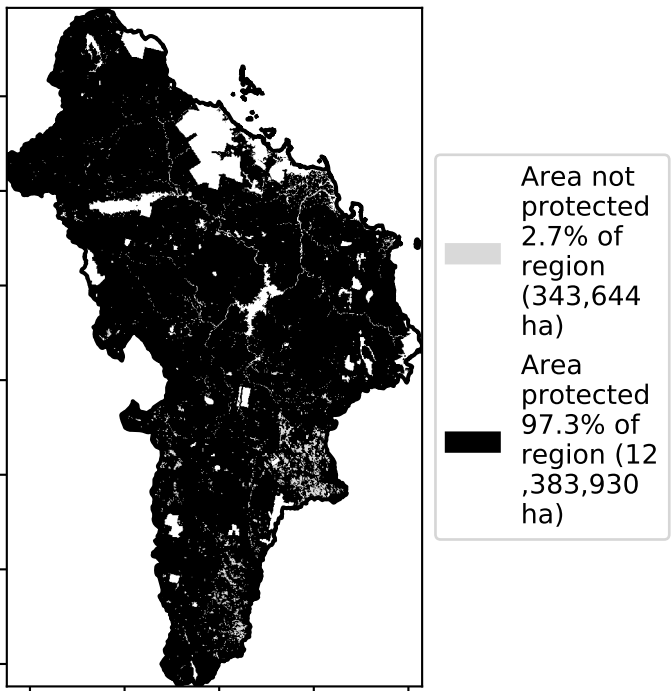 Area not
protected
2.7% of
region
(343,644
ha)
Area
protected
97.3% of
region (12
,383,930
ha)